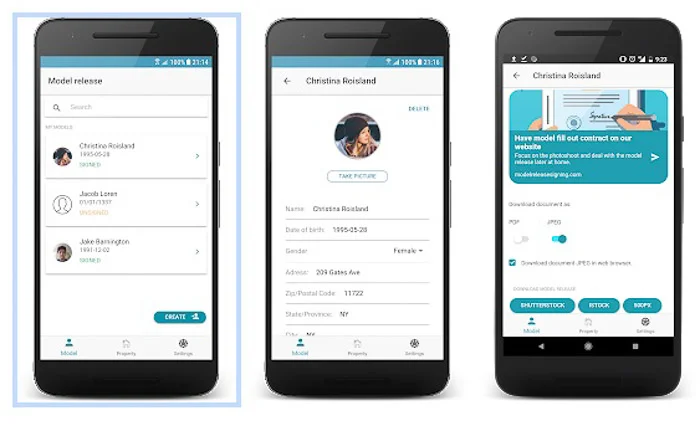 100% 21:14
Model release
Search
MY MODELS
Christina Roisland
1995-05-28
SIGNED
Jacob Loren
01/01/1337
UNSIGNED
Jake Barnington
1991-12-02
SIGNED
CREATE
Model
Property
Settings
100% 21:16
Christina Roisland
DELETE
TAKE PICTURE
Name: Christina Roisland
Date of birth: 1995-05-28
Gender Female
Adress: 209 Gates Ave
Zip/Postal Code: 11722
State/Province: NY
City: NY
Model
Property
Settings
9:23
Christina Roisland
Signature
Have model fill out contract on our
website
Focus on the photoshoot and deal with the model
release later at home.
modelreleasesigning.com
Download document as:
PDF JPEG
Download document JPEG in web browser.
DOWNLOAD MODEL RELEASE
SHUTTERSTOCK ISTOCK 500PX
Model
Property
Settings